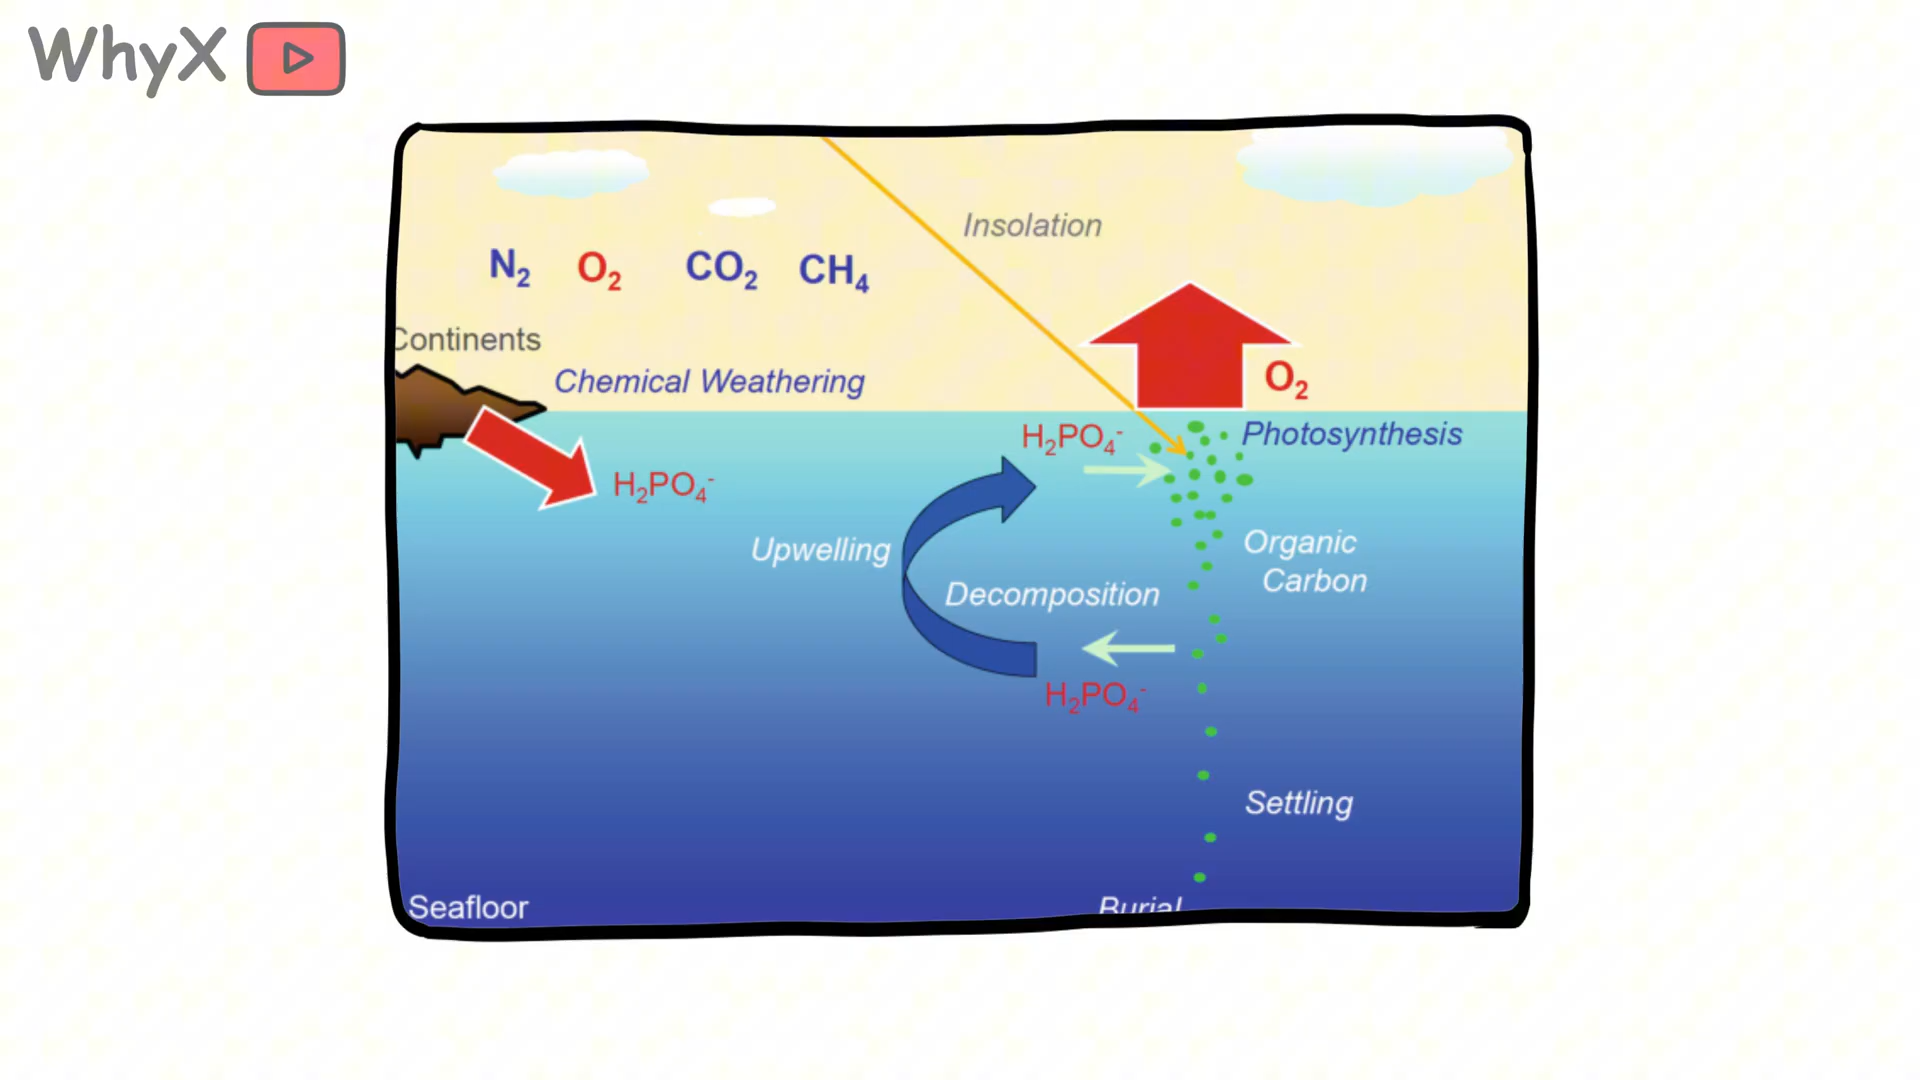 WhyX
Insolation
N₂ O₂ CO₂ CH₄
Continents
Chemical Weathering
O₂
H₂PO₄⁻
Photosynthesis
H₂PO₄⁻
Upwelling
Organic
Carbon
Decomposition
H₂PO₄⁻
Settling
Seafloor
Burial